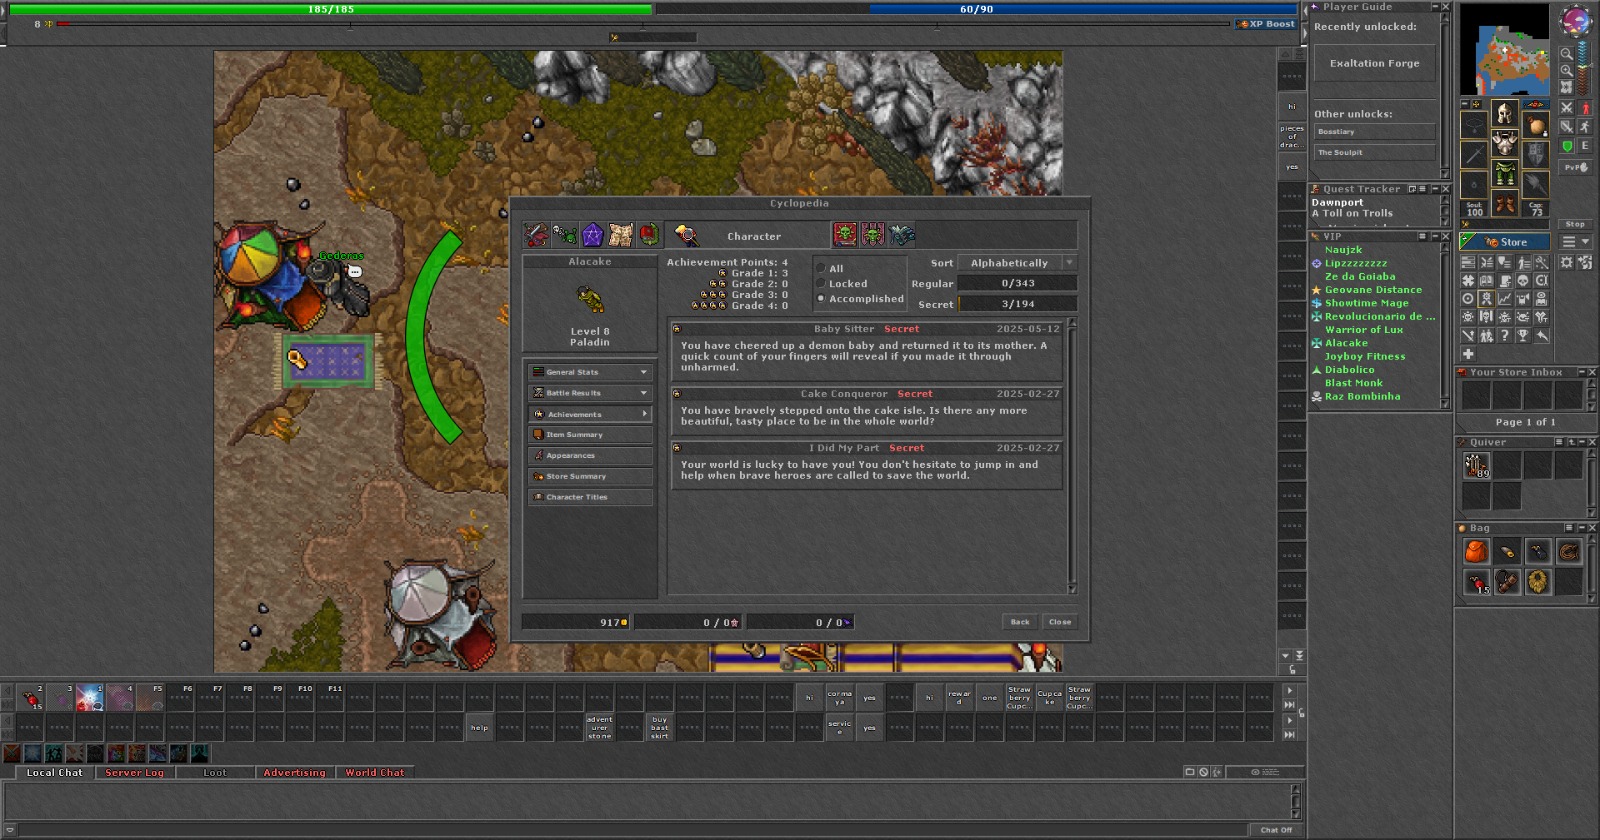 185/185
60/90
8
XP Boost
Player Guide
Recently unlocked:
Exaltation Forge
Other unlocks:
Bosstiary
The Soulpit
hi
pieces
of
drac...
yes
Soul:
100
Cap:
73
E
PvP
Stop
Store
Quest Tracker
Dawnport
A Toll on Trolls
VIP
Naujzk
Lipzzzzzzzz
Ze da Goiaba
Geovane Distance
Showtime Mage
Revolucionario de ...
Warrior of Lux
Alacake
Joyboy Fitness
Diabolico
Blast Monk
Raz Bombinha
Your Store Inbox
Page 1 of 1
Quiver
89
Bag
15
Gederas
Cyclopedia
Character
Alacake
Level 8
Paladin
General Stats
Battle Results
Achievements
Item Summary
Appearances
Store Summary
Character Titles
Achievement Points: 4
Grade 1: 3
Grade 2: 0
Grade 3: 0
Grade 4: 0
All
Locked
Accomplished
Sort
Alphabetically
Regular
0/343
Secret
3/194
Baby Sitter Secret 2025-05-12
You have cheered up a demon baby and returned it to its mother. A
quick count of your fingers will reveal if you made it through
unharmed.
Cake Conqueror Secret 2025-02-27
You have bravely stepped onto the cake isle. Is there any more
beautiful, tasty place to be in the whole world?
I Did My Part Secret 2025-02-27
Your world is lucky to have you! You don't hesitate to jump in and
help when brave heroes are called to save the world.
917
0 / 0
0 / 0
Back
Close
2
15
3
1
4
F5
F6
F7
F8
F9
F10
F11
hi
corma
ya
yes
hi
rewar
d
one
Straw
berry
Cupc...
Cupca
ke
Straw
berry
Cupc...
help
advent
urer
stone
buy
bast
skirt
servic
e
yes
Local Chat
Server Log
Loot
Advertising
World Chat
Chat Off